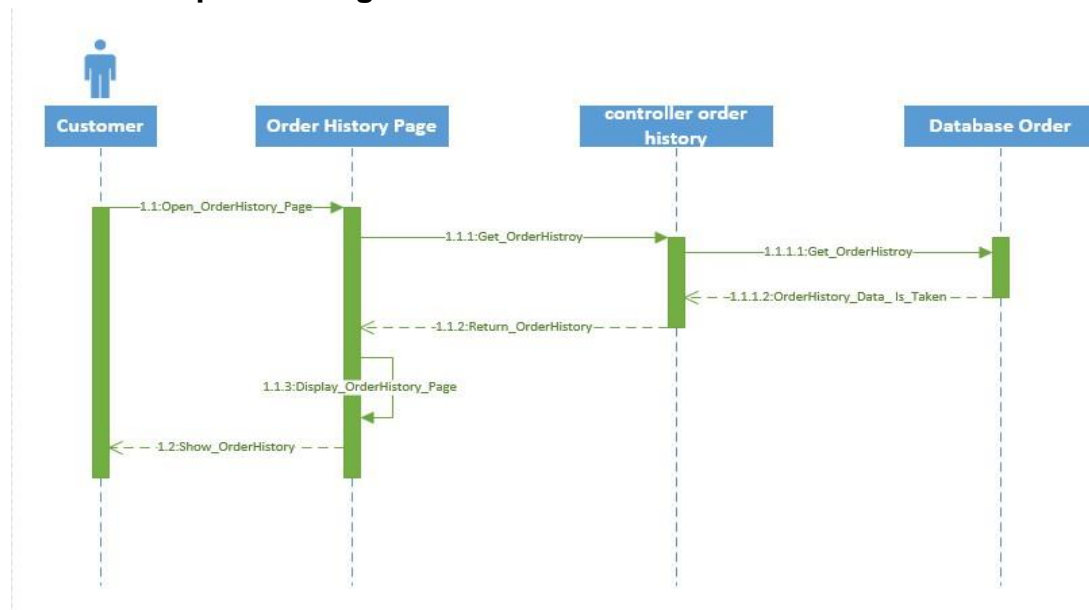 Customer
Order History Page
controller order
history
Database Order
1.1:Open_OrderHistory_Page
1.1.1:Get_OrderHistroy
1.1.1.1:Get_OrderHistroy
1.1.1.2:OrderHistory_Data_ Is_Taken
1.1.2:Return_OrderHistory
1.1.3:Display_OrderHistory_Page
1.2:Show_OrderHistory